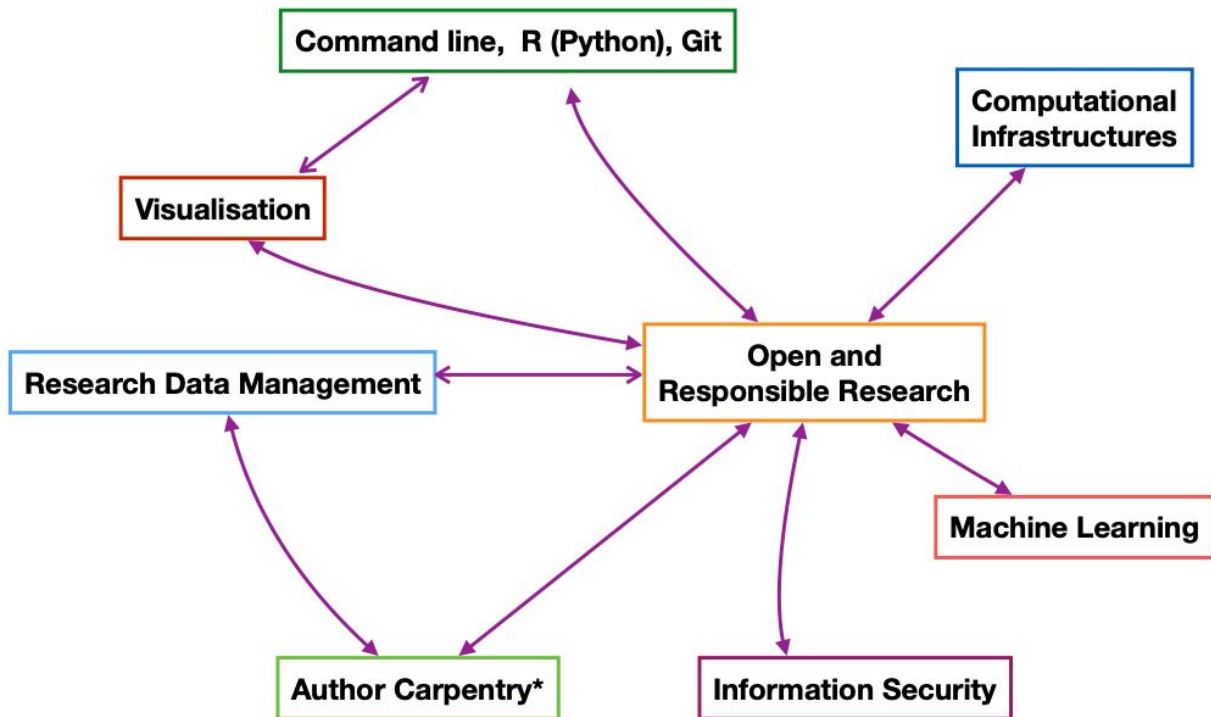 Command line,  R (Python), Git
Computational
Infrastructures
Visualisation
Open and
Responsible Research
Research Data Management
Machine Learning
Author Carpentry*
Information Security